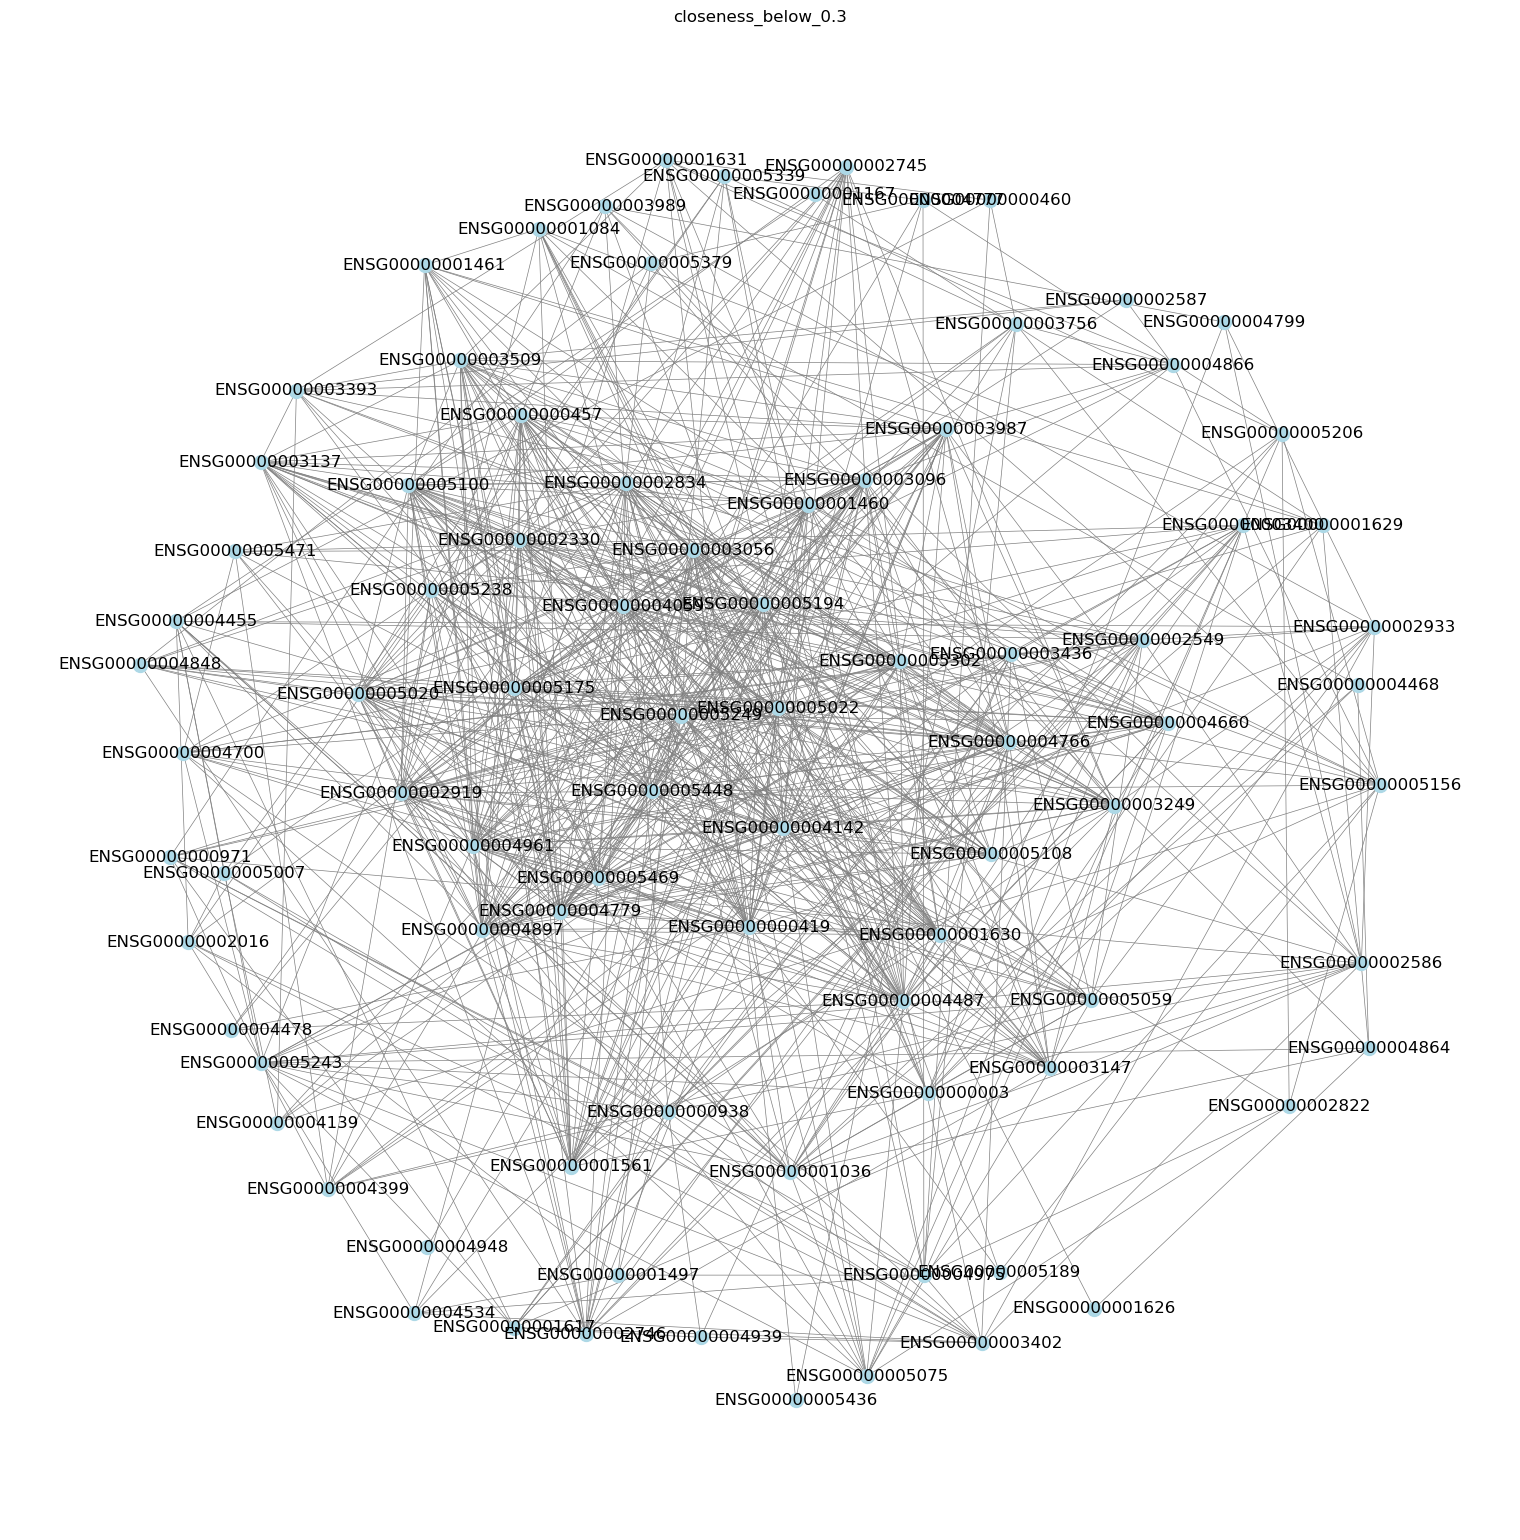 closeness_below_0.3
ENSG00000001631
ENSG00000002745
ENSG00000005339
ENSG00000001167
ENSG00000004777
ENSG00000000460
ENSG00000003989
ENSG00000001084
ENSG00000001461
ENSG00000005379
ENSG00000002587
ENSG00000004799
ENSG00000003756
ENSG00000003509
ENSG00000004866
ENSG00000003393
ENSG00000000457
ENSG00000003987
ENSG00000005206
ENSG00000003137
ENSG00000005100
ENSG00000002834
ENSG00000003096
ENSG00000001460
ENSG00000003400
ENSG00000001629
ENSG00000002330
ENSG00000003056
ENSG00000005471
ENSG00000005238
ENSG00000004059
ENSG00000005194
ENSG00000004455
ENSG00000002933
ENSG00000002549
ENSG00000003436
ENSG00000005302
ENSG00000004848
ENSG00000004468
ENSG00000005175
ENSG00000005020
ENSG00000005022
ENSG00000005249
ENSG00000004660
ENSG00000004766
ENSG00000004700
ENSG00000005156
ENSG00000005448
ENSG00000002919
ENSG00000003249
ENSG00000004142
ENSG00000004961
ENSG00000005108
ENSG00000000971
ENSG00000005007
ENSG00000005469
ENSG00000004779
ENSG00000004897
ENSG00000000419
ENSG00000001630
ENSG00000002016
ENSG00000002586
ENSG00000004487
ENSG00000005059
ENSG00000004478
ENSG00000004864
ENSG00000005243
ENSG00000003147
ENSG00000000003
ENSG00000002822
ENSG00000000938
ENSG00000004139
ENSG00000001561
ENSG00000001036
ENSG00000004399
ENSG00000004948
ENSG00000001497
ENSG00000004975
ENSG00000005189
ENSG00000001626
ENSG00000004534
ENSG00000001617
ENSG00000002746
ENSG00000004939
ENSG00000003402
ENSG00000005075
ENSG00000005436